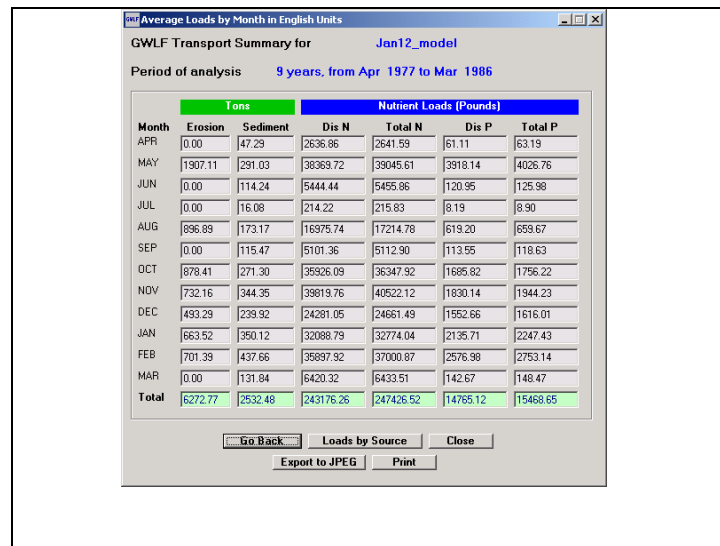 GWLF Average Loads by Month in English Units
GWLF Transport Summary for Jan12_model
Period of analysis 9 years, from Apr 1977 to Mar 1986
Tons Nutrient Loads (Pounds)
Month Erosion Sediment Dis N Total N Dis P Total P
APR 0.00 47.29 2636.86 2641.59 61.11 63.19
MAY 1907.11 291.03 38369.72 39045.61 3918.14 4026.76
JUN 0.00 114.24 5444.44 5455.86 120.95 125.98
JUL 0.00 16.08 214.22 215.83 8.19 8.90
AUG 896.89 173.17 16975.74 17214.78 619.20 659.67
SEP 0.00 115.47 5101.36 5112.90 113.55 118.63
OCT 878.41 271.30 35926.09 36347.92 1685.82 1756.22
NOV 732.16 344.35 39819.76 40522.12 1830.14 1944.23
DEC 493.29 239.92 24281.05 24661.49 1552.66 1616.01
JAN 663.52 350.12 32088.79 32774.04 2135.71 2247.43
FEB 701.39 437.66 35897.92 37000.87 2576.98 2753.14
MAR 0.00 131.84 6420.32 6433.51 142.67 148.47
Total 6272.77 2532.48 243176.26 247426.52 14765.12 15468.65
Go Back Loads by Source Close
Export to JPEG Print